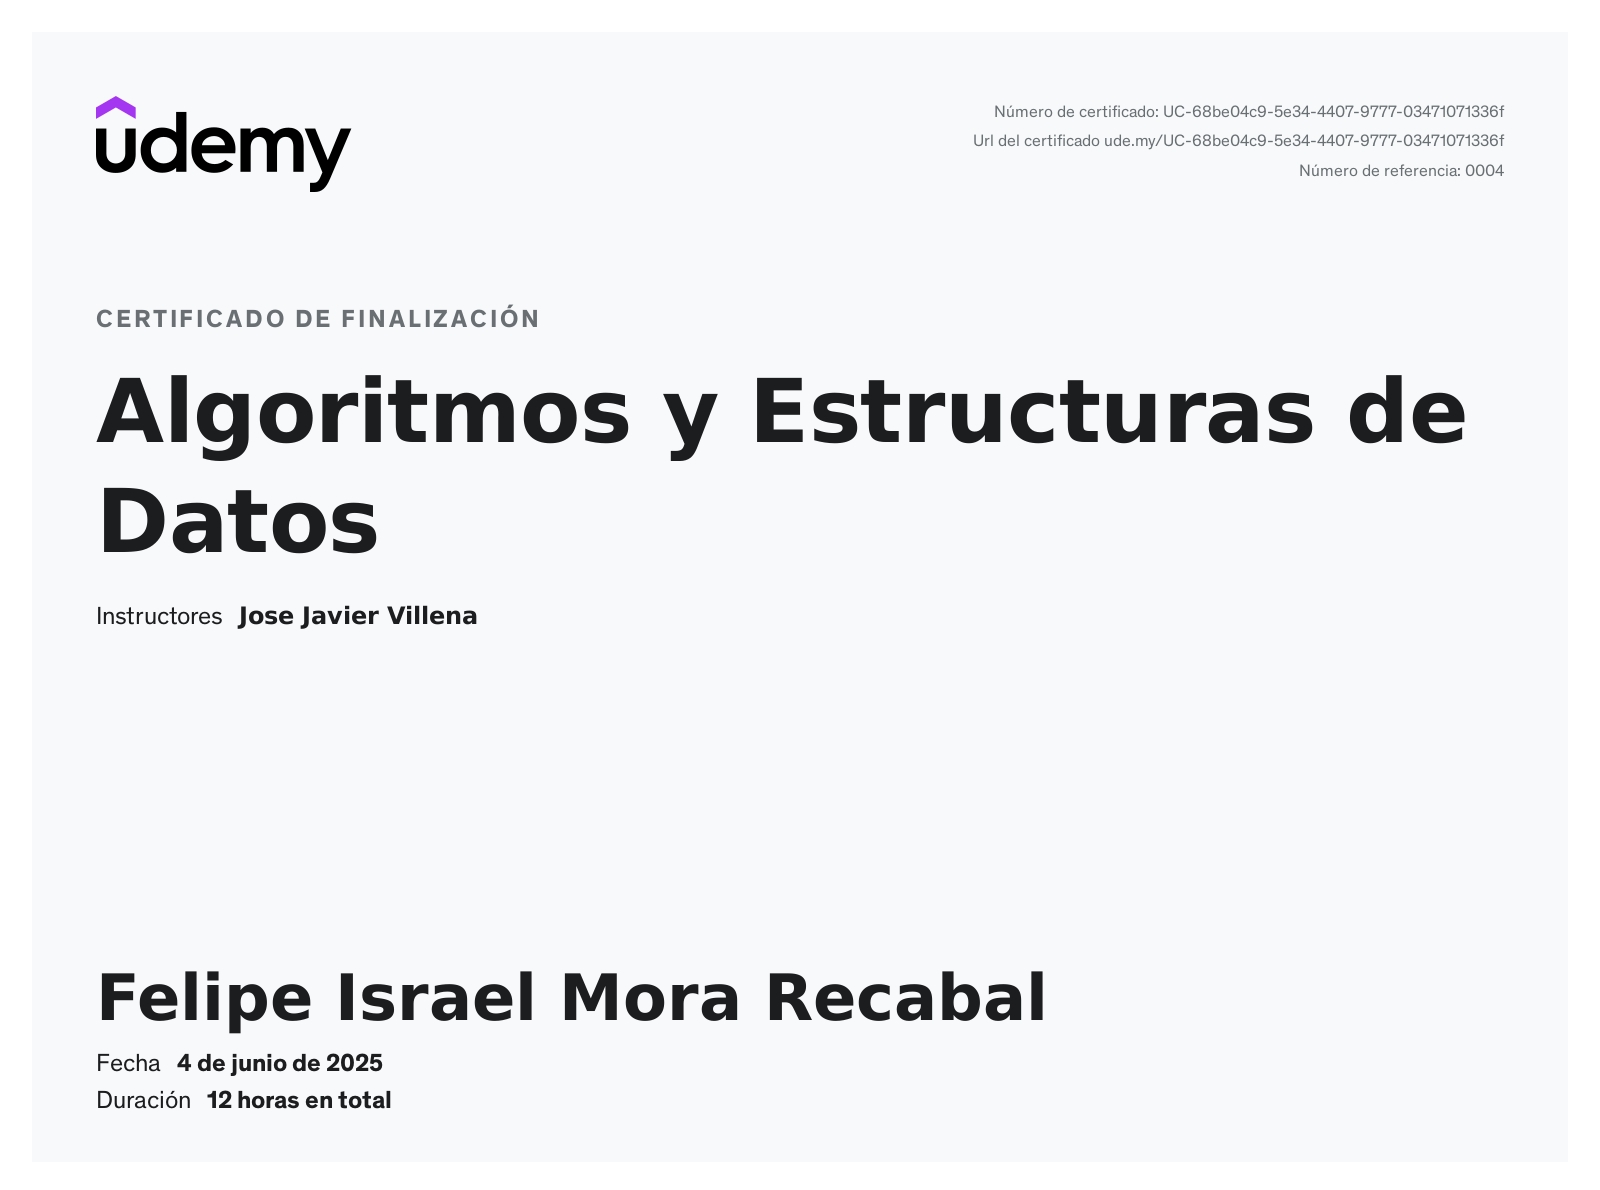 udemy
Número de certificado: UC-68be04c9-5e34-4407-9777-03471071336f
Url del certificado ude.my/UC-68be04c9-5e34-4407-9777-03471071336f
Número de referencia: 0004
CERTIFICADO DE FINALIZACIÓN
Algoritmos y Estructuras de
Datos
Instructores Jose Javier Villena
Felipe Israel Mora Recabal
Fecha 4 de junio de 2025
Duración 12 horas en total